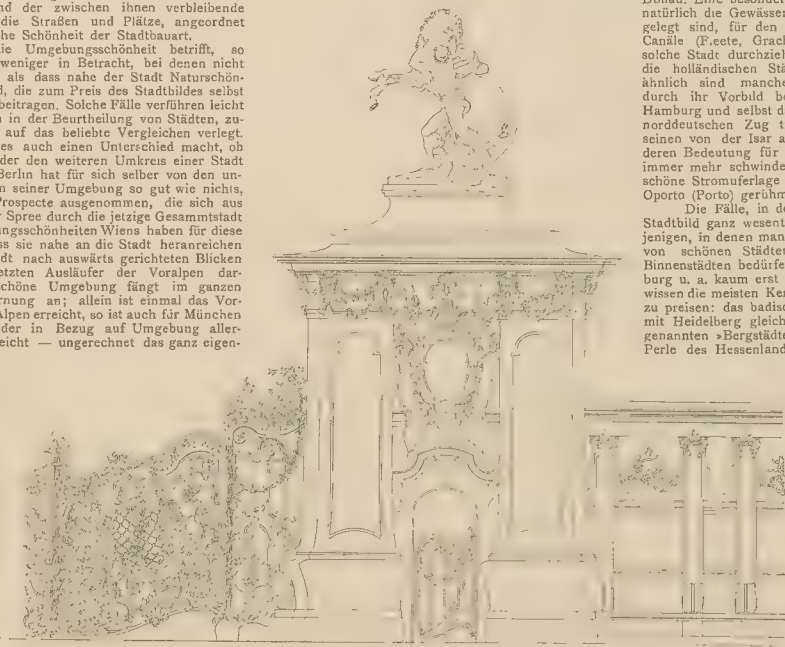 nd der zwischen ihnen verbleibende
die Straßen und Plätze, angeordnet
che Schönheit der Stadtbauart.
ie Umgebungsschönheit betrifft, so
weniger in Betracht, bei denen nicht
als dass nahe der Stadt Naturschön-
d, die zum Preis des Stadtbildes selbst
beitragen. Solche Fälle verführen leicht
n in der Beurtheilung von Städten, zu-
auf das beliebte Vergleichen verlegt.
es auch einen Unterschied macht, ob
der den weiteren Umkreis einer Stadt
Berlin hat für sich selber von den un-
n seiner Umgebung so gut wie nichts,
Prospecte ausgenommen, die sich aus
r Spree durch die jetzige Gesammtstadt
ungsschönheiten Wiens haben für diese
ss sie nahe an die Stadt heranreichen
dt nach auswärts gerichteten Blicken
etzten Ausläufer der Voralpen dar-
schöne Umgebung fängt im ganzen
rnung an; allein ist einmal das Vor-
Alpen erreicht, so ist auch für München
der in Bezug auf Umgebung aller-
eicht — ungerechnet das ganz eigen-
Donau. Eine besonder
natürlich die Gewässer
gelegt sind, für den
Canäle (F.eete, Grach
solche Stadt durchzieh
die holländischen Stä
ähnlich sind manche
durch ihr Vorbild be
Hamburg und selbst d
norddeutschen Zug t
seinen von der Isar a
deren Bedeutung für
immer mehr schwinde
schöne Stromuferlage
Oporto (Porto) gerühm
Die Fälle, in de
Stadtbild ganz wesent
jenigen, in denen man
von schönen Städte
Binnenstädten bedürfe
burg u. a. kaum erst
wissen die meisten Ken
zu preisen: das badisc
mit Heidelberg gleich
genannten »Bergstädte
Perle des Hessenland